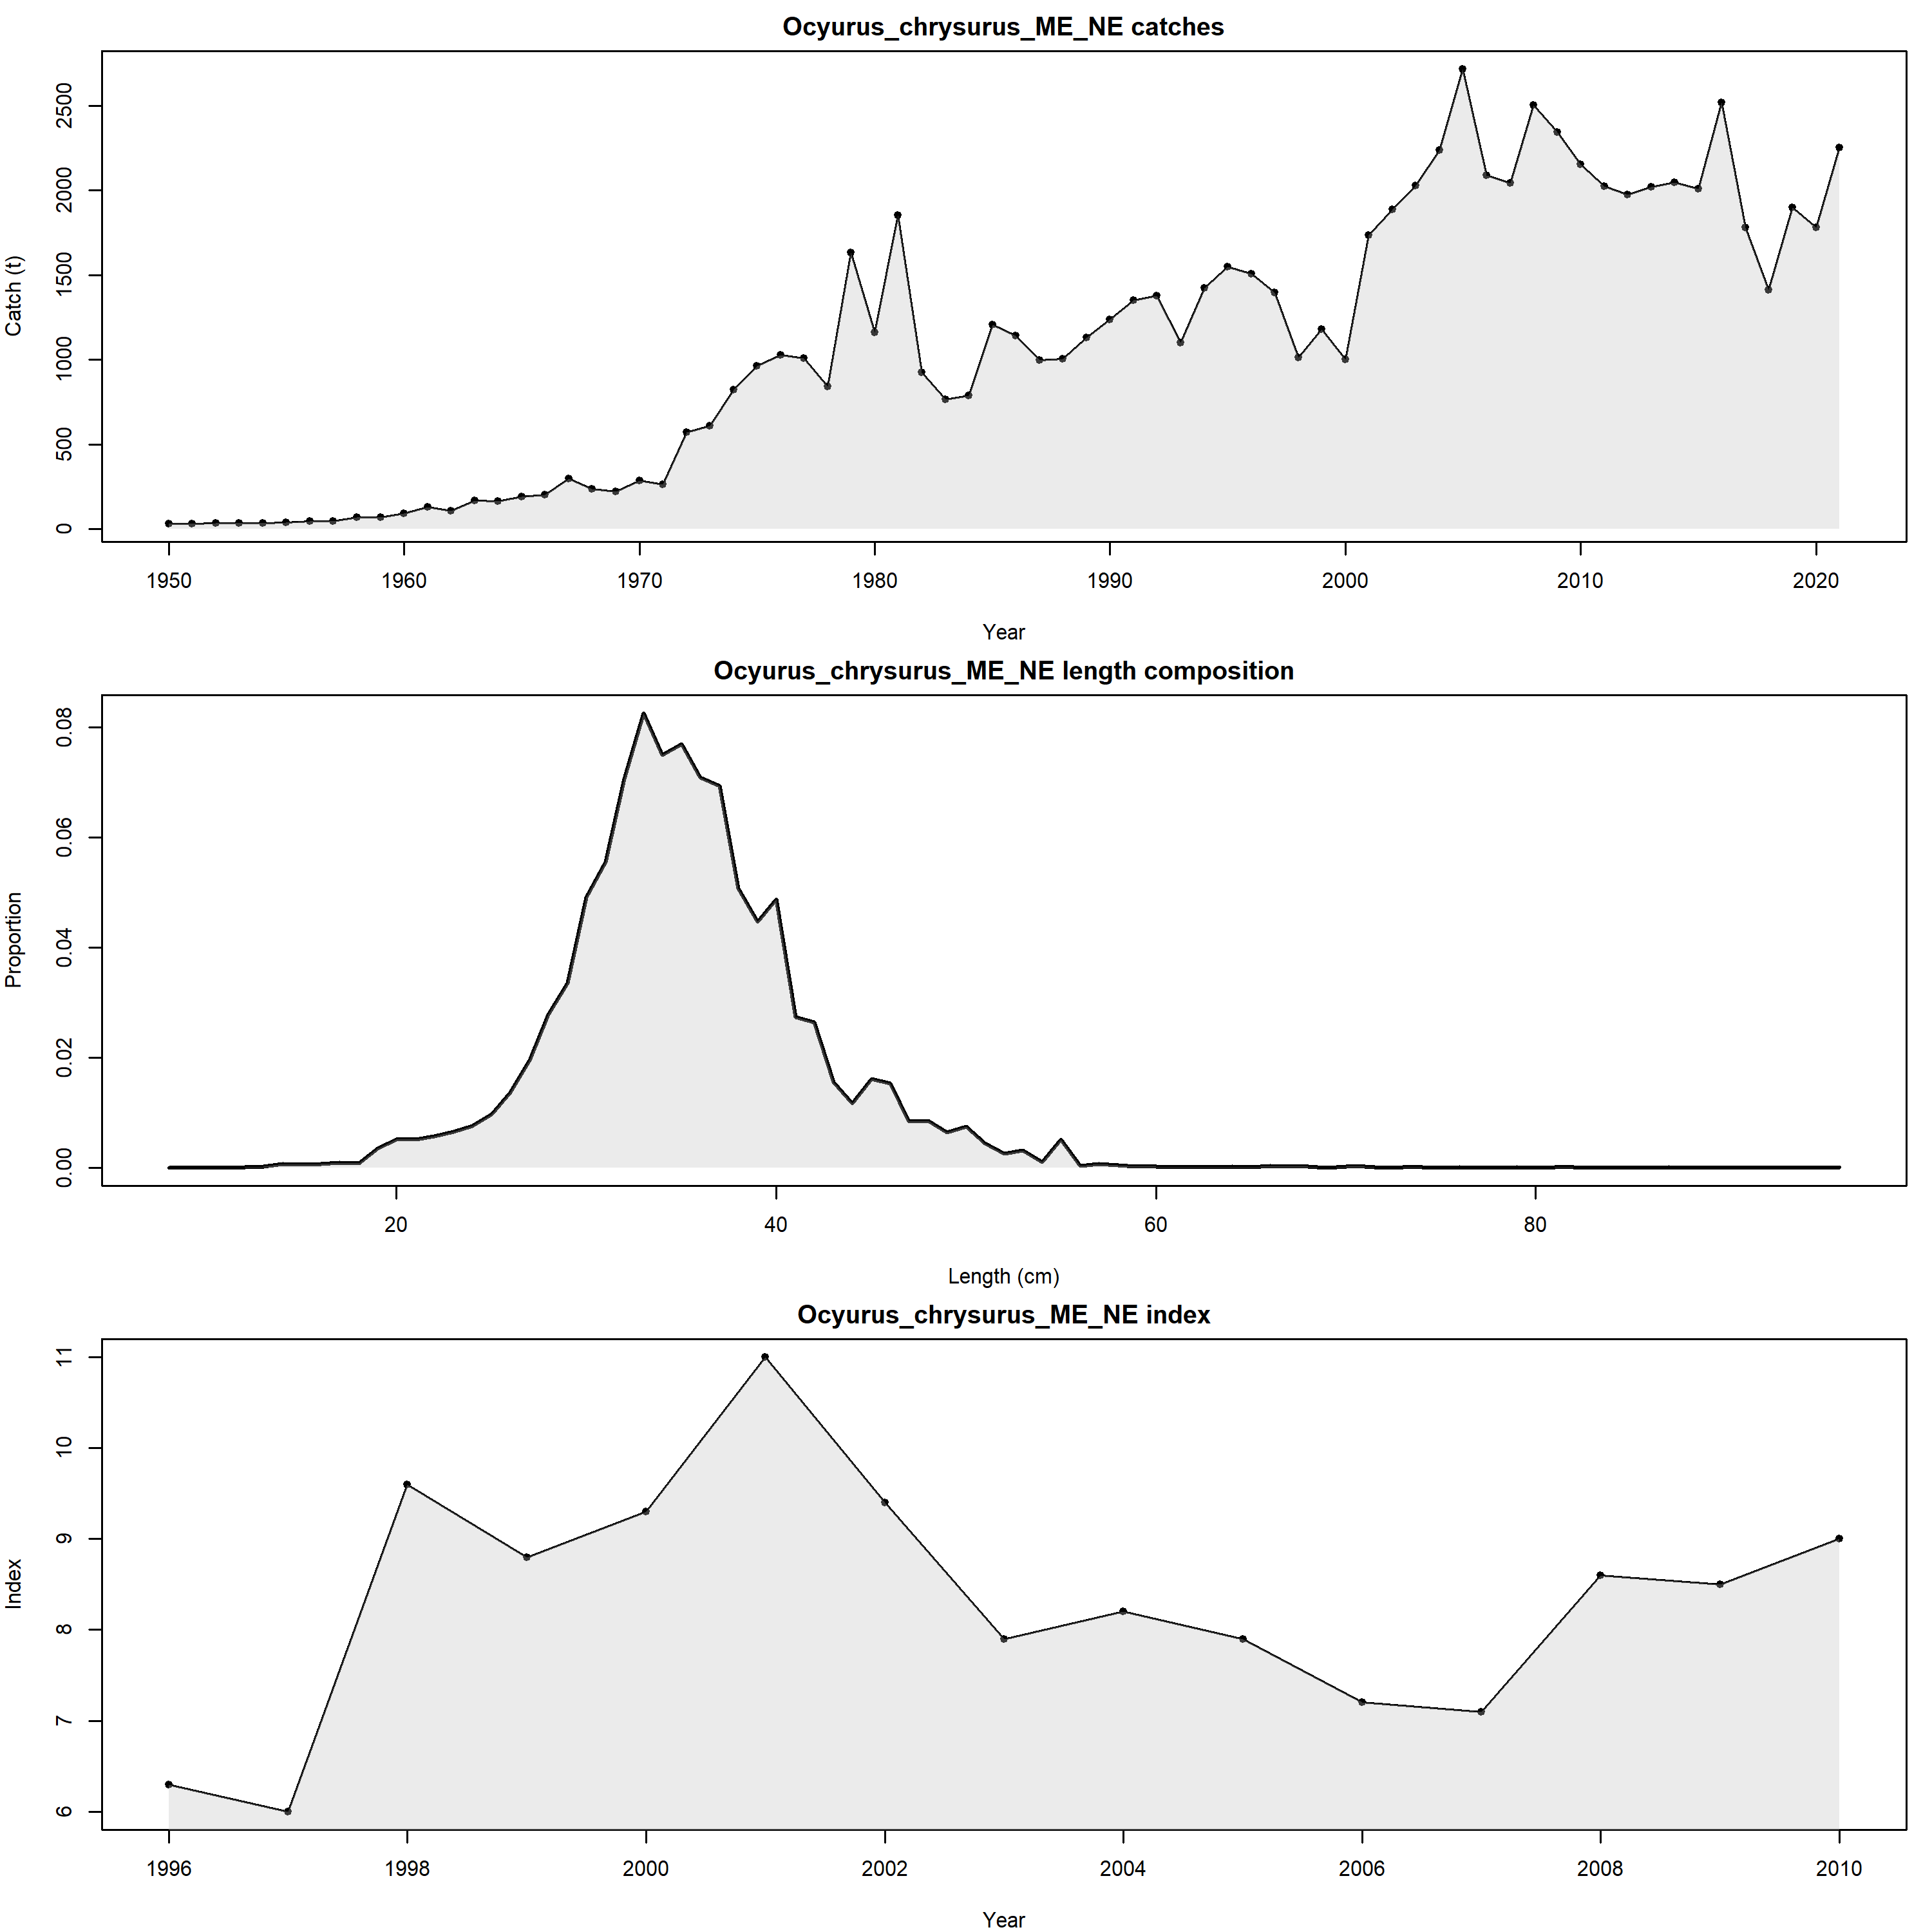 Ocyurus_chrysurus_ME_NE catches
Catch (t)
2500
2000
1500
1000
500
0
1950 1960 1970 1980 1990 2000 2010 2020
Year
Ocyurus_chrysurus_ME_NE length composition
Proportion
0.08
0.06
0.04
0.02
0.00
20 40 60 80
Length (cm)
Ocyurus_chrysurus_ME_NE index
Index
11
10
9
8
7
6
1996 1998 2000 2002 2004 2006 2008 2010
Year